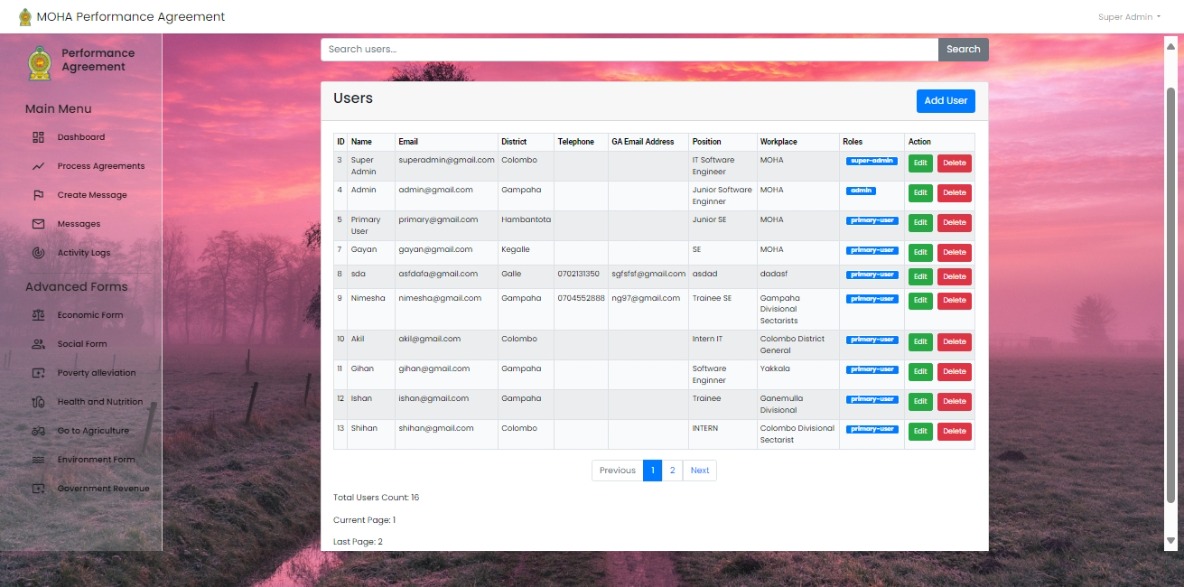 MOHA Performance Agreement
Super Admin
Performance
Agreement
Main Menu
Dashboard
Process Agreements
Create Message
Messages
Activity Logs
Advanced Forms
Economic Form
Social Form
Poverty alleviation
Health and Nutrition
Go to Agriculture
Environment Form
Government Revenue
Search users...
Search
Users
Add User
ID Name Email District Telephone GA Email Address Position Workplace Roles Action
3 Super superadmin@gmail.com Colombo IT Software MOHA super-admin Edit Delete
Admin Engineer
4 Admin admin@gmail.com Gampaha Junior Software MOHA admin Edit Delete
Enginner
5 Primary primary@gmail.com Hambantota Junior SE MOHA primary-user Edit Delete
User
7 Gayan gayan@gmail.com Kegalle SE MOHA primary-user Edit Delete
8 sda asfdafa@gmail.com Galle 0702131350 sgfsfsf@gmail.com asdad dadasf primary-user Edit Delete
9 Nimesha nimesha@gmail.com Gampaha 0704552888 ng97@gmail.com Trainee SE Gampaha primary-user Edit Delete
Divisional
Sectarists
10 Akil akil@gmail.com Colombo Intern IT Colombo District primary-user Edit Delete
General
11 Gihan gihan@gmail.com Gampaha Software Yakkala primary-user Edit Delete
Enginner
12 Ishan ishan@gmail.com Gampaha Trainee Ganemulla primary-user Edit Delete
Divisional
13 Shihan shihan@gmail.com Colombo INTERN Colombo Divisional primary-user Edit Delete
Sectarist
Previous 1 2 Next
Total Users Count: 16
Current Page: 1
Last Page: 2